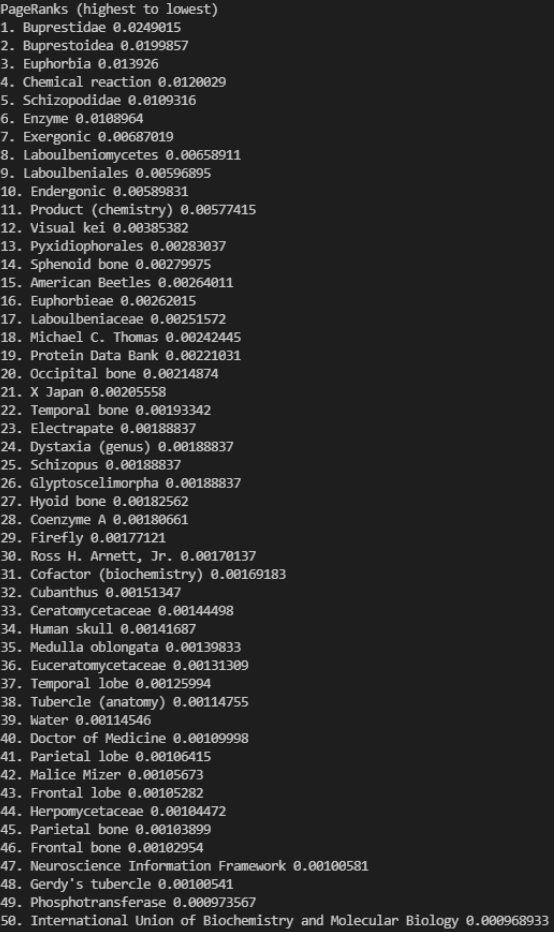 PageRanks (highest to lowest)
1. Buprestidae 0.0249015
2. Buprestoidea 0.0199857
3. Euphorbia 0.013926
4. Chemical reaction 0.0120029
5. Schizopodidae 0.0109316
6. Enzyme 0.0108964
7. Exergonic 0.00687019
8. Laboulbeniomycetes 0.00658911
9. Laboulbeniales 0.00596895
10. Endergonic 0.00589831
11. Product (chemistry) 0.00577415
12. Visual kei 0.00385382
13. Pyxidiophorales 0.00283037
14. Sphenoid bone 0.00279975
15. American Beetles 0.00264011
16. Euphorbieae 0.00262015
17. Laboulbeniaceae 0.00251572
18. Michael C. Thomas 0.00242445
19. Protein Data Bank 0.00221031
20. Occipital bone 0.00214874
21. X Japan 0.00205558
22. Temporal bone 0.00193342
23. Electrapate 0.00188837
24. Dystaxia (genus) 0.00188837
25. Schizopus 0.00188837
26. Glyptoscelimorpha 0.00188837
27. Hyoid bone 0.00182562
28. Coenzyme A 0.00180661
29. Firefly 0.00177121
30. Ross H. Arnett, Jr. 0.00170137
31. Cofactor (biochemistry) 0.00169183
32. Cubanthus 0.00151347
33. Ceratomycetaceae 0.00144498
34. Human skull 0.00141687
35. Medulla oblongata 0.00139833
36. Euceratomycetaceae 0.00131309
37. Temporal lobe 0.00125994
38. Tubercle (anatomy) 0.00114755
39. Water 0.00114546
40. Doctor of Medicine 0.00109998
41. Parietal lobe 0.00106415
42. Malice Mizer 0.00105673
43. Frontal lobe 0.00105282
44. Herpomycetaceae 0.00104472
45. Parietal bone 0.00103899
46. Frontal bone 0.00102954
47. Neuroscience Information Framework 0.00100581
48. Gerdy's tubercle 0.00100541
49. Phosphotransferase 0.000973567
50. International Union of Biochemistry and Molecular Biology 0.000968933